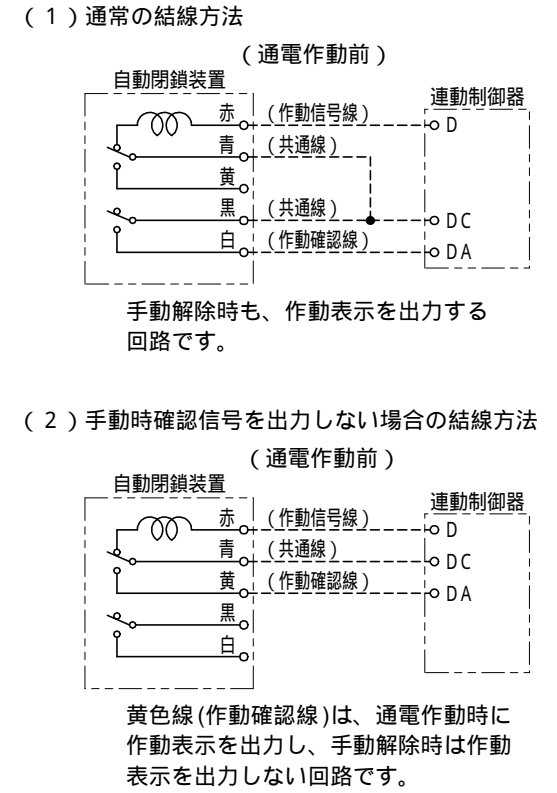 （１）通常の結線方法
（通電作動前）
自動閉鎖装置
連動制御器
赤 （作動信号線） D
青 （共通線）
黄
黒 （共通線） DC
白 （作動確認線） DA
手動解除時も、作動表示を出力する
回路です。
（２）手動時確認信号を出力しない場合の結線方法
（通電作動前）
自動閉鎖装置
連動制御器
赤 （作動信号線） D
青 （共通線） DC
黄 （作動確認線） DA
黒
白
黄色線(作動確認線)は、通電作動時に
作動表示を出力し、手動解除時は作動
表示を出力しない回路です。